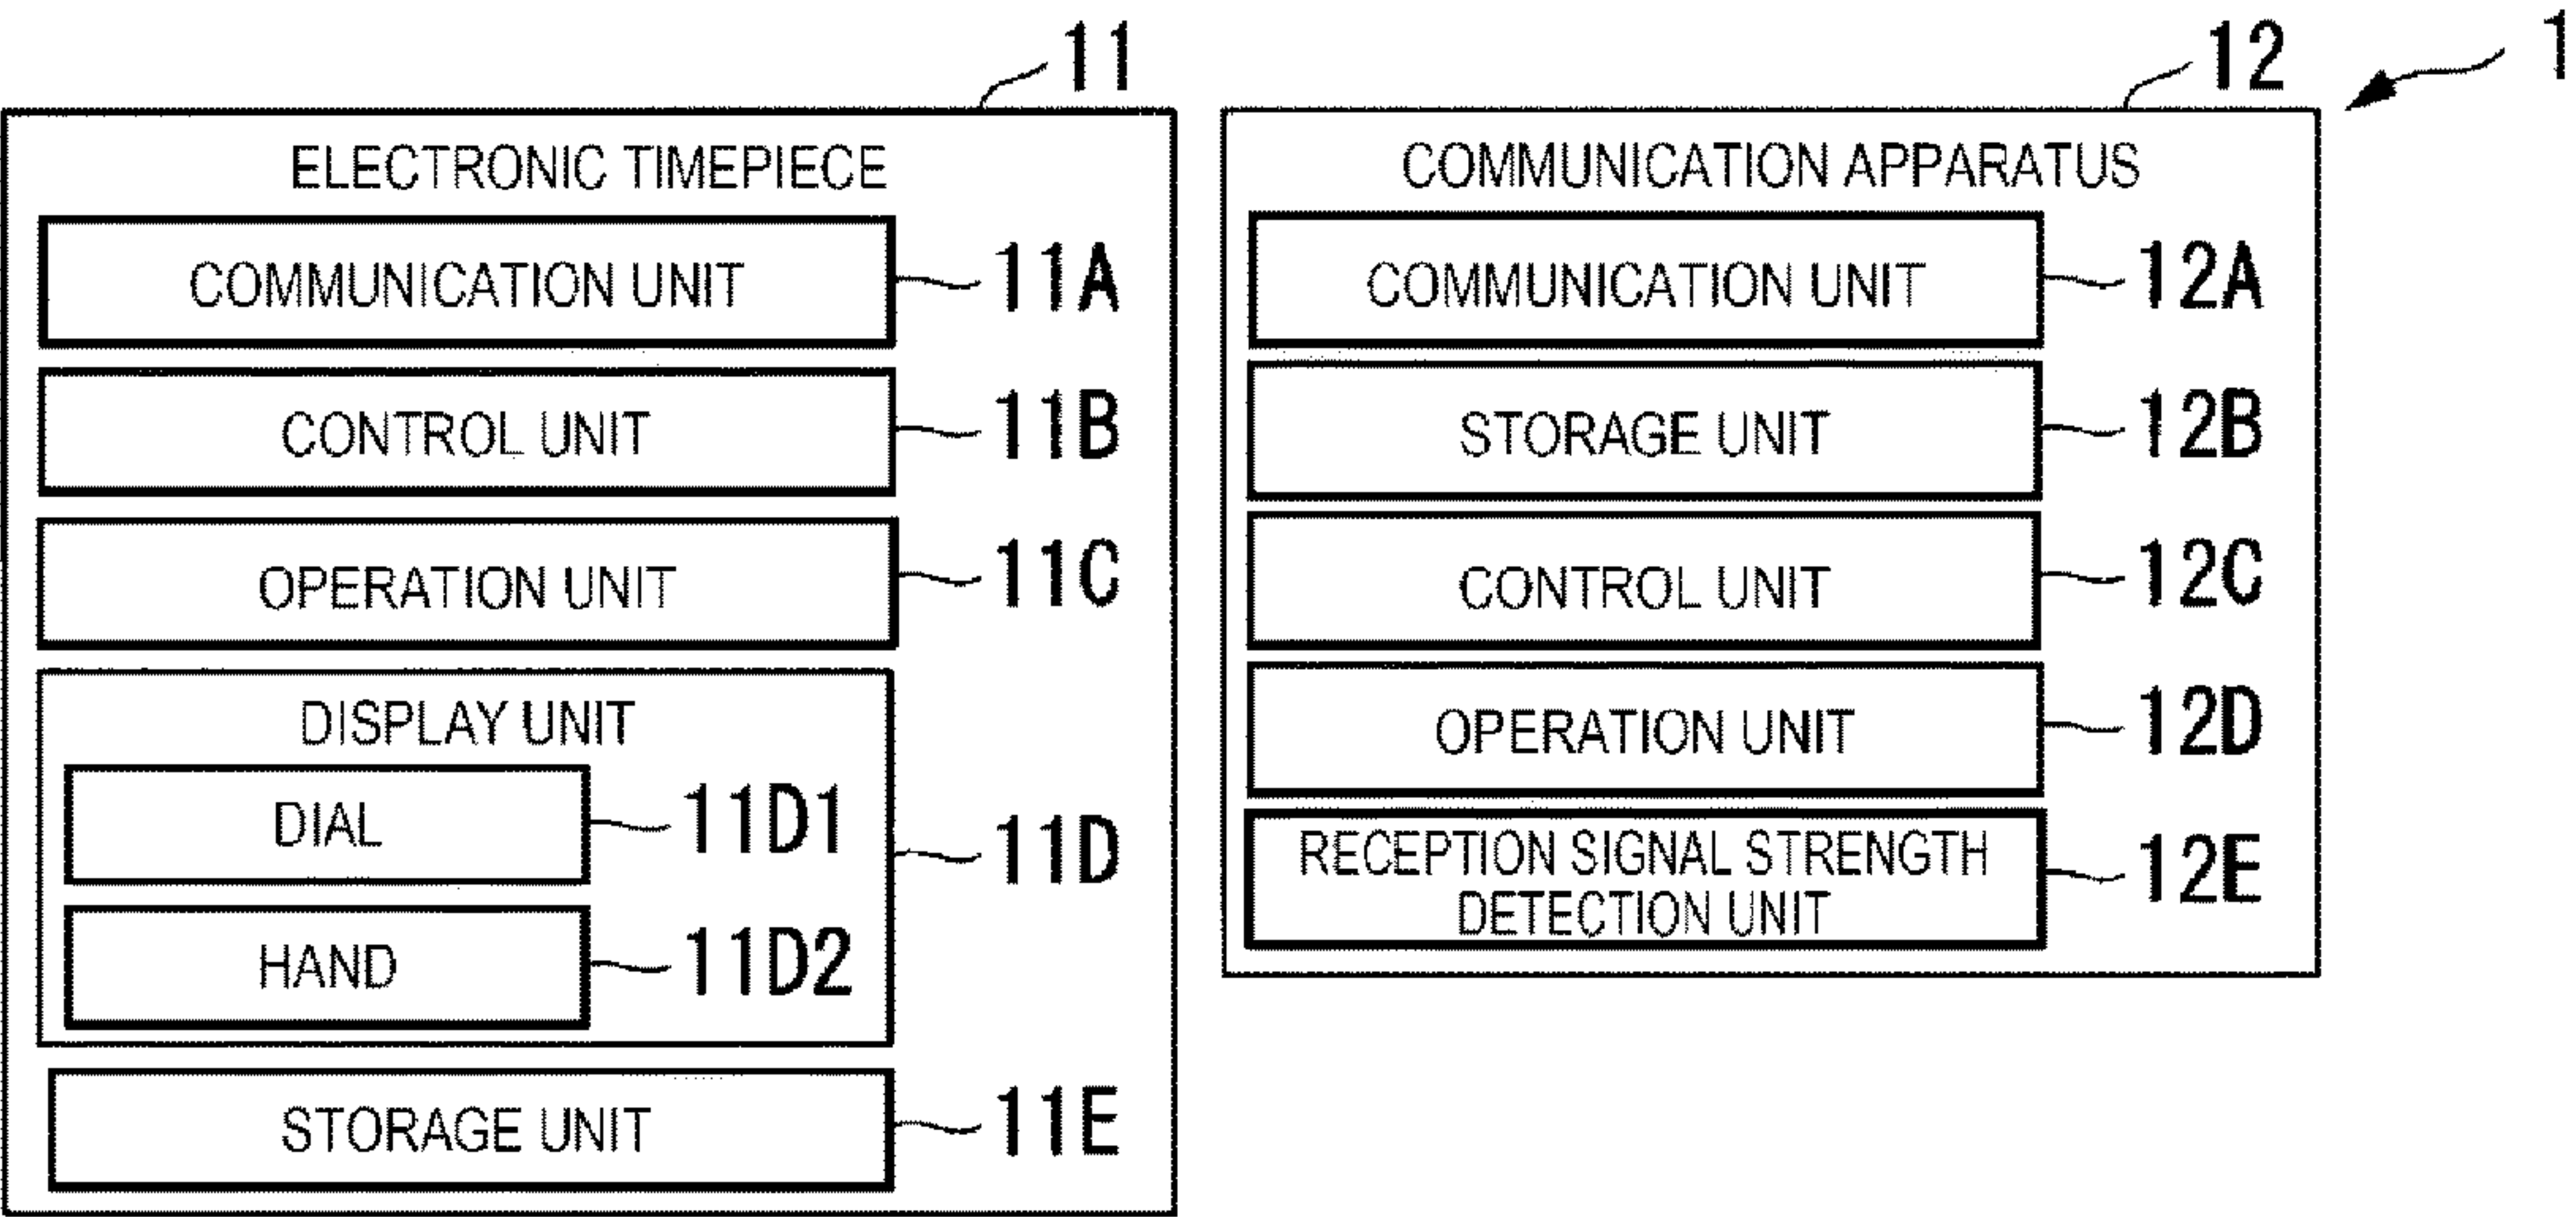 11
12
1
ELECTRONIC TIMEPIECE
COMMUNICATION UNIT
11A
CONTROL UNIT
11B
OPERATION UNIT
11C
DISPLAY UNIT
DIAL
11D1
11D
HAND
11D2
STORAGE UNIT
11E
COMMUNICATION APPARATUS
COMMUNICATION UNIT
12A
STORAGE UNIT
12B
CONTROL UNIT
12C
OPERATION UNIT
12D
RECEPTION SIGNAL STRENGTH
DETECTION UNIT
12E